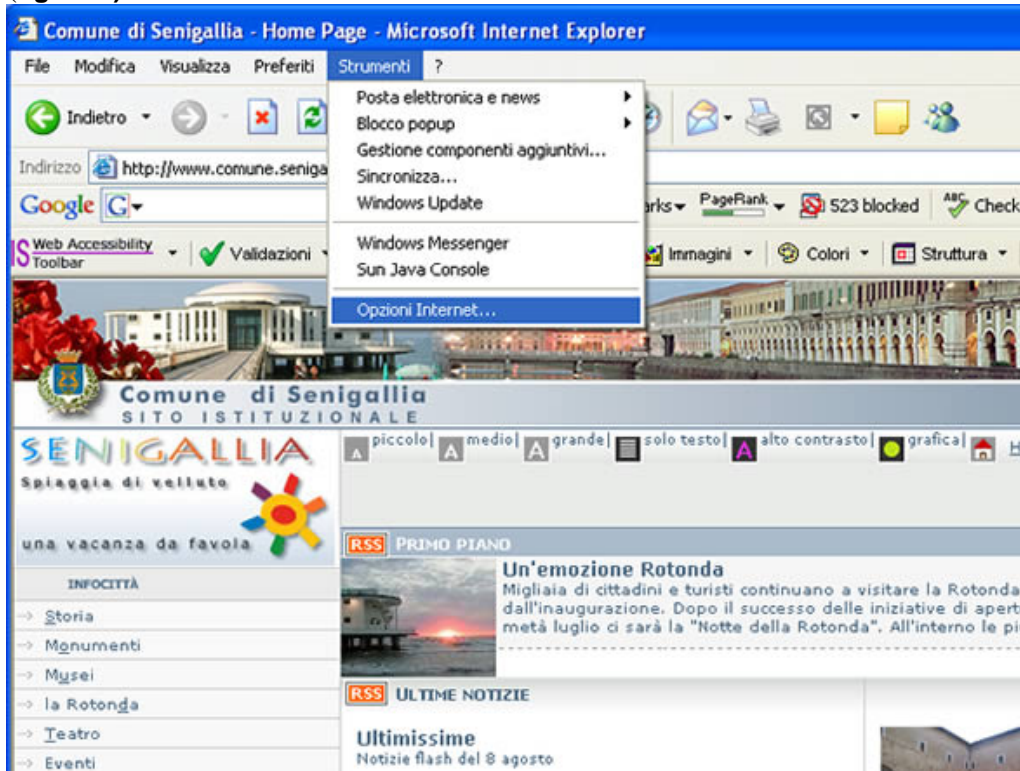 Comune di Senigallia - Home Page - Microsoft Internet Explorer
File Modifica Visualizza Preferiti Strumenti ?
Posta elettronica e news
Blocco popup
Gestione componenti aggiuntivi...
Sincronizza...
Windows Update
Windows Messenger
Sun Java Console
Opzioni Internet...
Indietro
Indirizzo http://www.comune.seniga
Google G PageRank 523 blocked ABC Check
Web Accessibility Toolbar Validazioni Immagini Colori Struttura
Comune di Senigallia
SITO ISTITUZIONALE
SENIGALLIA
Spiaggia di velluto
una vacanza da favola
A piccolo| A medio| A grande| solo testo| A alto contrasto| grafica| H
INFOCITTÀ
Storia
Monumenti
Musei
la Rotonda
Teatro
Eventi
RSS PRIMO PIANO
Un'emozione Rotonda
Migliaia di cittadini e turisti continuano a visitare la Rotonda
dall'inaugurazione. Dopo il successo delle iniziative di apert
metà luglio ci sarà la "Notte della Rotonda". All'interno le pi
RSS ULTIME NOTIZIE
Ultimissime
Notizie flash del 8 agosto